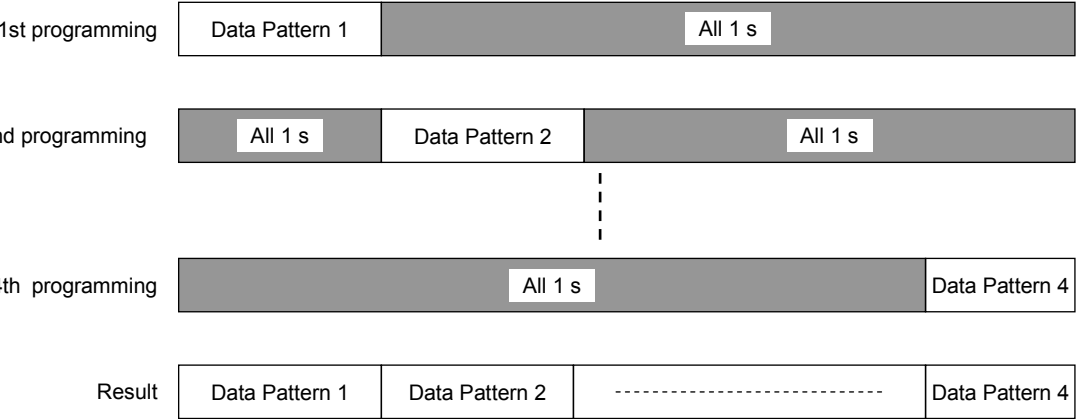 1st programming Data Pattern 1 All 1 s
nd programming All 1 s Data Pattern 2 All 1 s
th programming All 1 s Data Pattern 4
Result Data Pattern 1 Data Pattern 2 Data Pattern 4